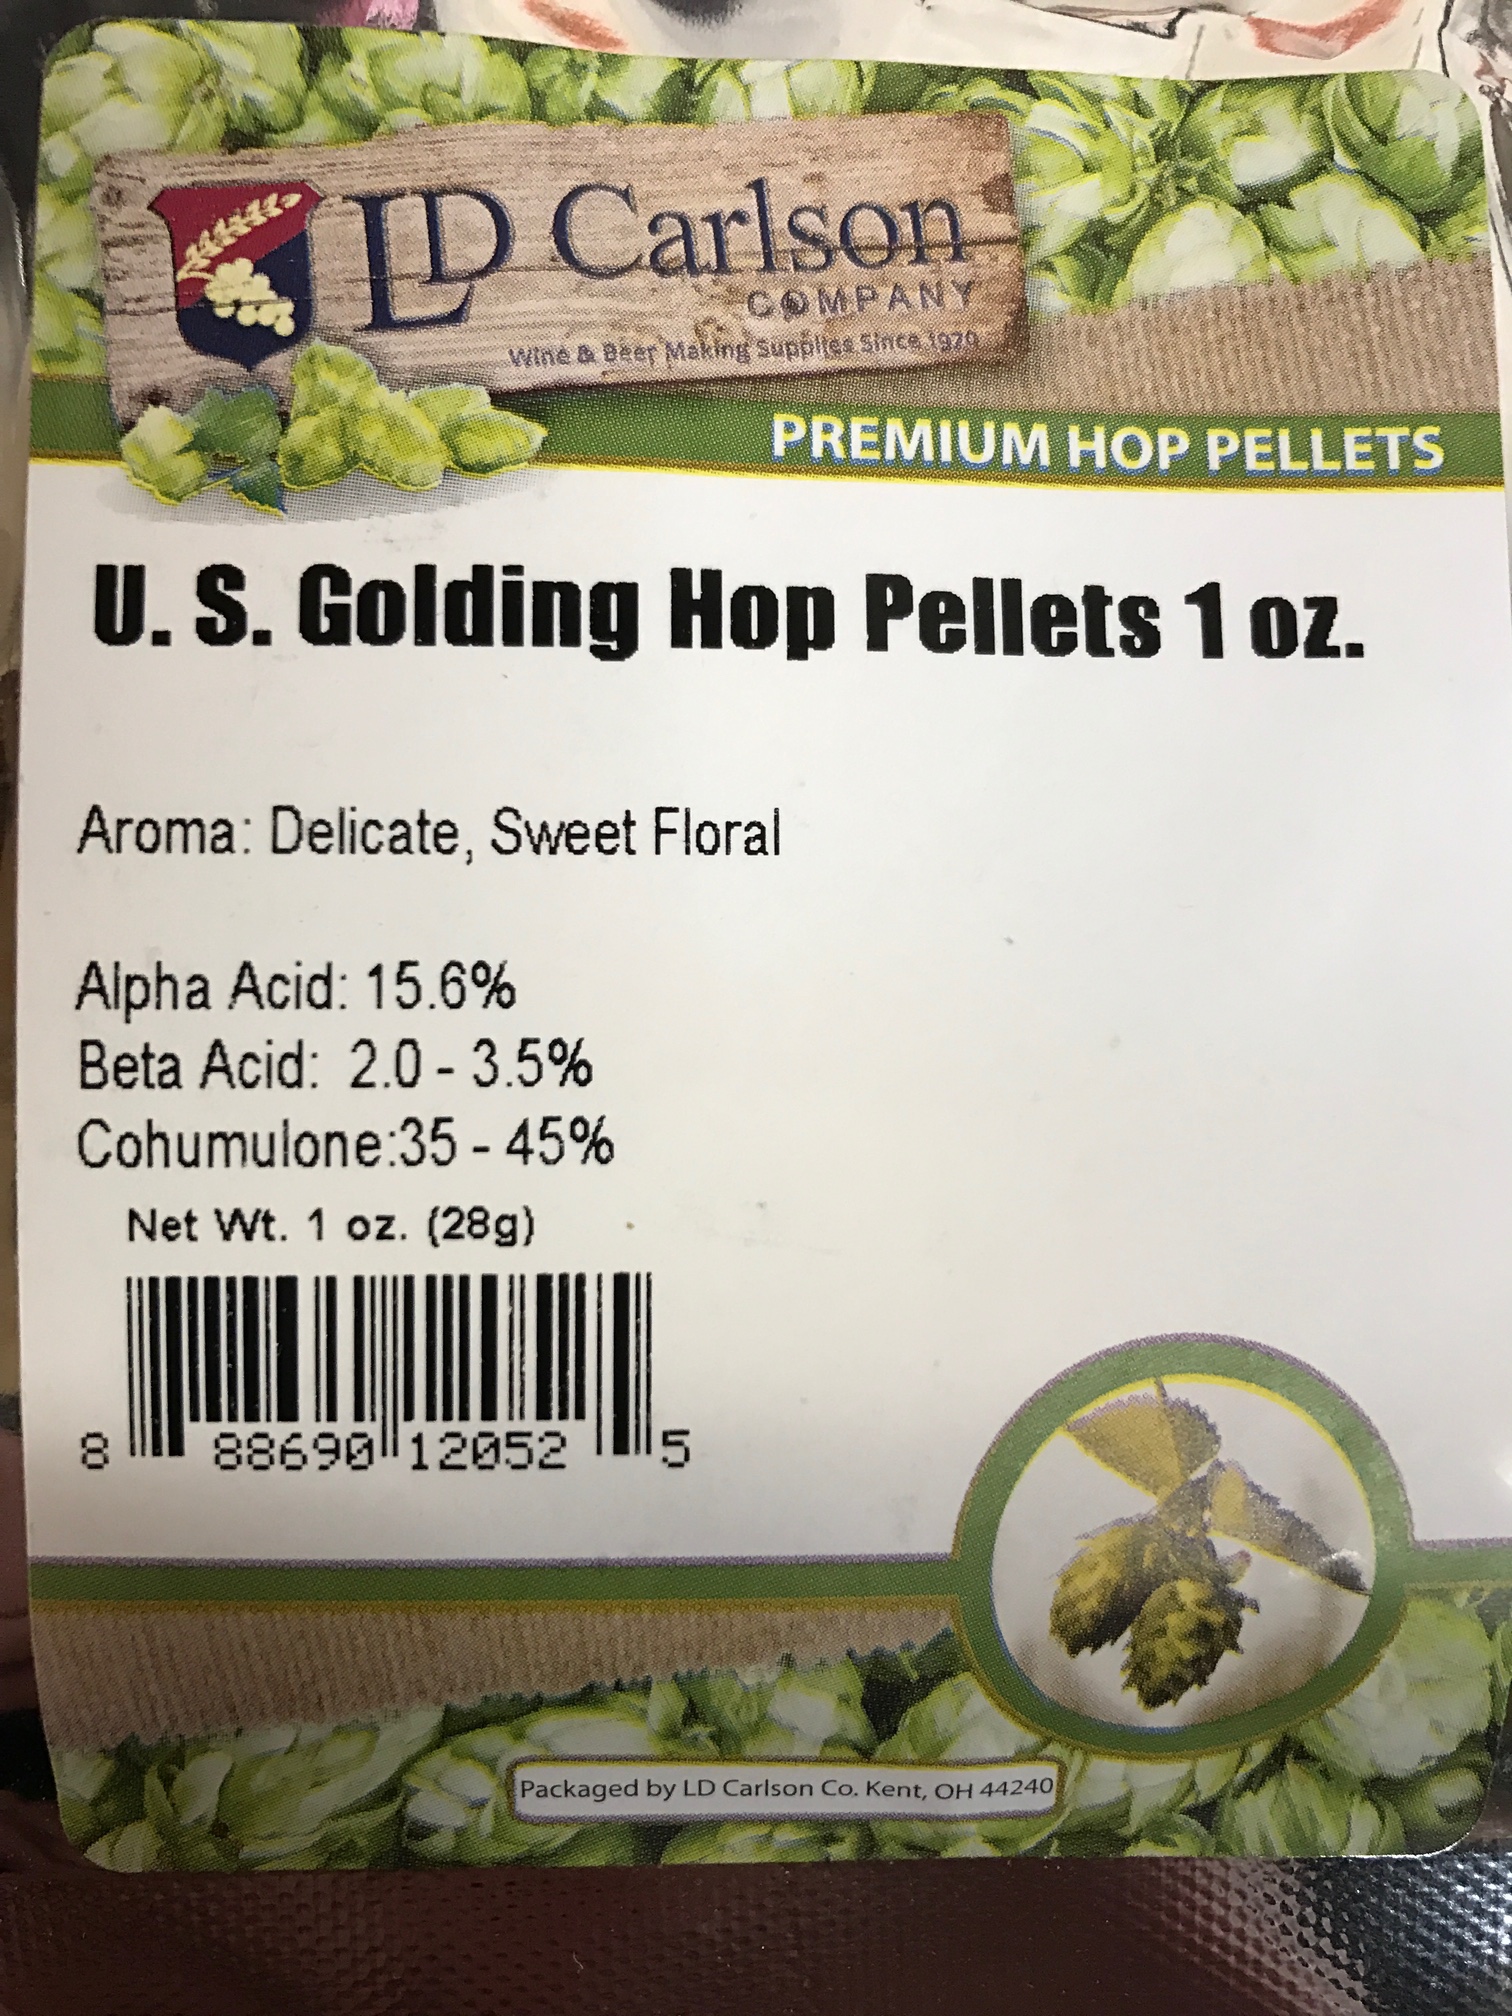 LD Carlson
COMPANY
Wine & Beer Making Supplies Since 1970
PREMIUM HOP PELLETS
U. S. Golding Hop Pellets 1 oz.
Aroma: Delicate, Sweet Floral
Alpha Acid: 15.6%
Beta Acid: 2.0 - 3.5%
Cohumulone:35 - 45%
Net Wt. 1 oz. (28g)
8 88690 12052 5
Packaged by LD Carlson Co. Kent, OH 44240